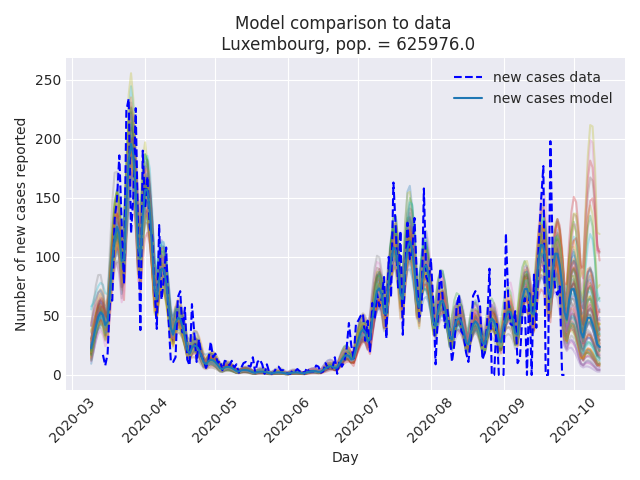 Model comparison to data
Luxembourg, pop. = 625976.0
new cases data
new cases model
Number of new cases reported
250
200
150
100
50
0
2020-03
2020-04
2020-05
2020-06
2020-07
2020-08
2020-09
2020-10
Day